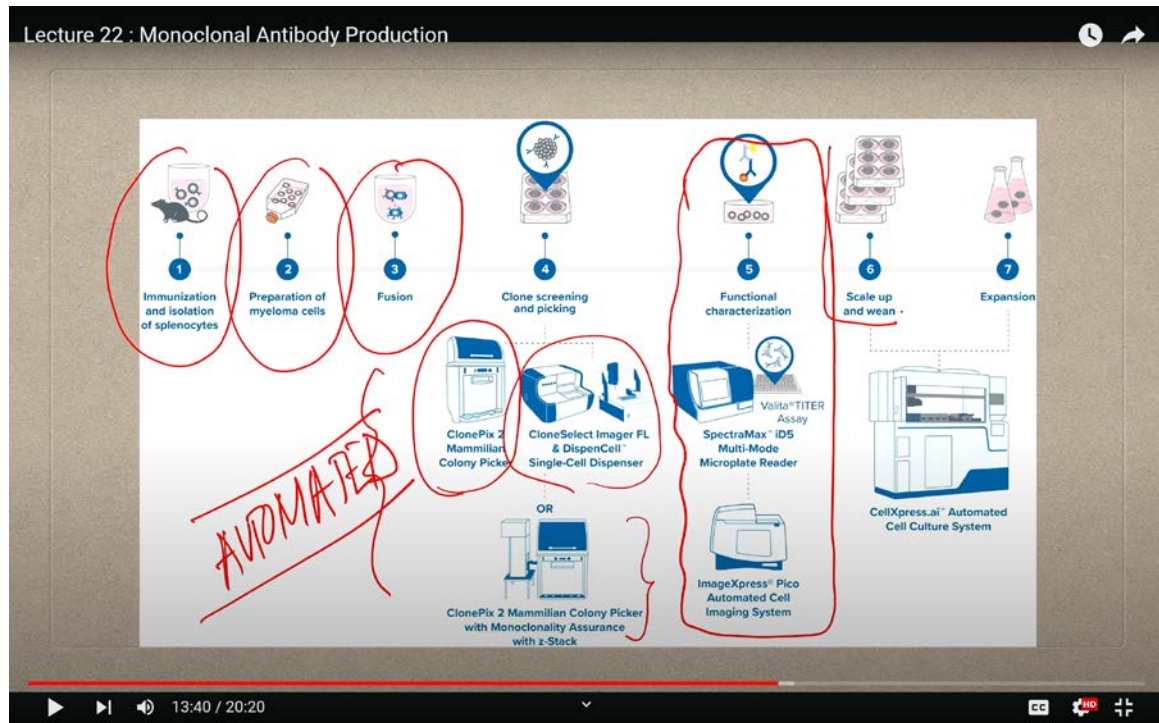 Lecture 22 : Monoclonal Antibody Production
1
Immunization
and isolation
of splenocytes
2
Preparation of
myeloma cells
3
Fusion
4
Clone screening
and picking
5
Functional
characterization
6
Scale up
and wean
7
Expansion
ClonePix 2
Mammilian
Colony Picker
CloneSelect Imager FL
& DispenCell™
Single-Cell Dispenser
Valita®TITER
Assay
SpectraMax™ iD5
Multi-Mode
Microplate Reader
CellXpress.ai™ Automated
Cell Culture System
AUTOMATED
OR
ClonePix 2 Mammilian Colony Picker
with Monoclonality Assurance
with z-Stack
ImageXpress® Pico
Automated Cell
Imaging System
13:40 / 20:20
CC
HD